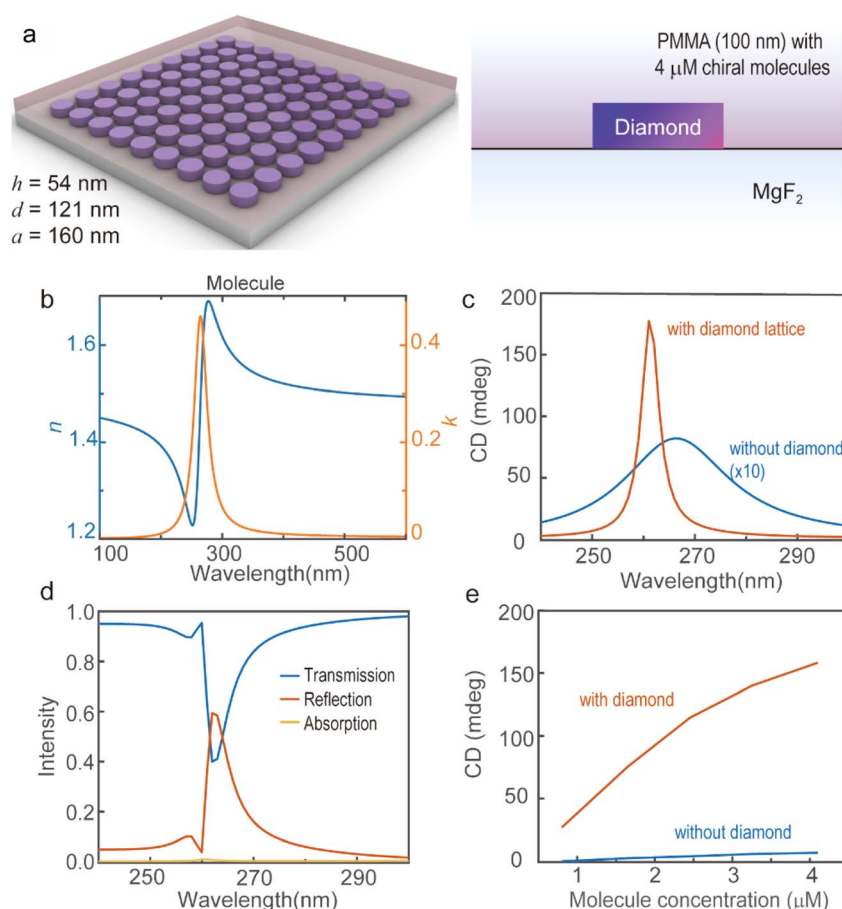 a
h = 54 nm
d = 121 nm
a = 160 nm
PMMA (100 nm) with
4 μM chiral molecules
Diamond
MgF₂
b
Molecule
1.6
1.4
1.2
n
0.4
0.2
0
k
100
300
500
Wavelength(nm)
c
200
150
100
50
0
CD (mdeg)
with diamond lattice
without diamond
(x10)
250
270
290
Wavelength(nm)
d
1.0
0.8
0.6
0.4
0.2
0.0
Intensity
Transmission
Reflection
Absorption
250
270
290
Wavelength(nm)
e
200
150
100
50
0
CD (mdeg)
with diamond
without diamond
1
2
3
4
Molecule concentration (μM)